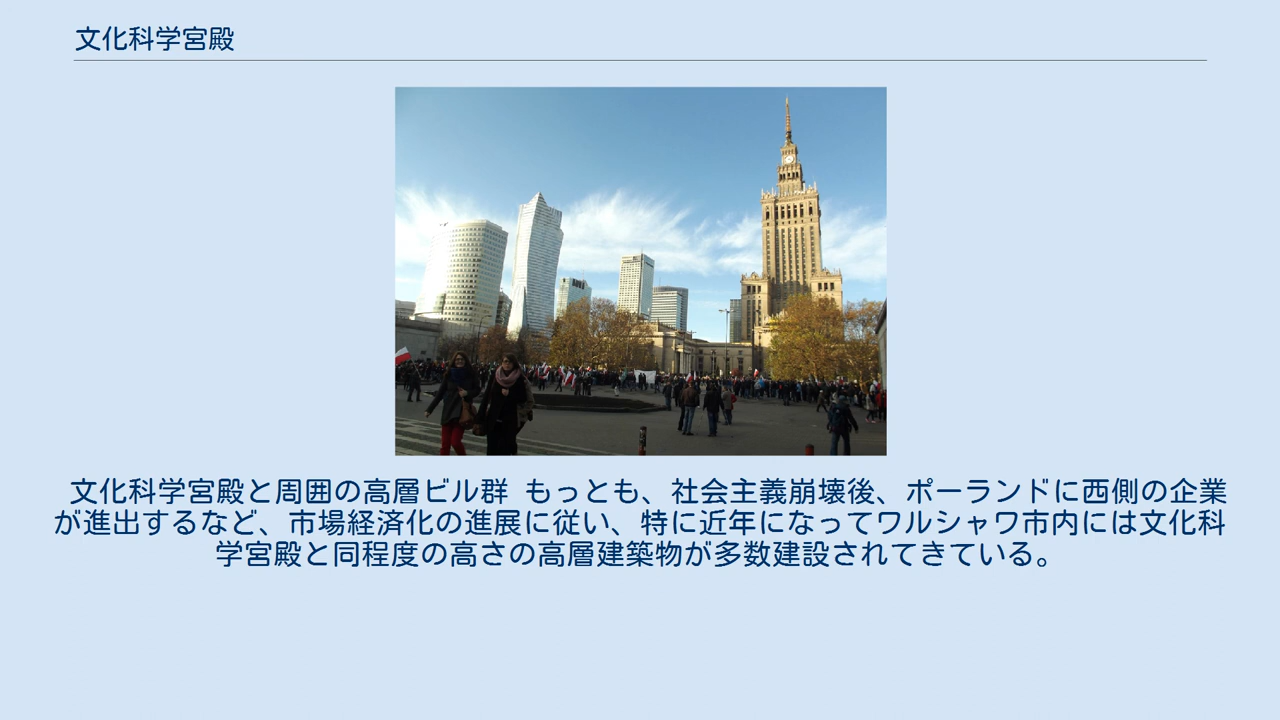 文化科学宮殿
文化科学宮殿と周囲の高層ビル群 もっとも、社会主義崩壊後、ポーランドに西側の企業
が進出するなど、市場経済化の進展に従い、特に近年になってワルシャワ市内には文化科
学宮殿と同程度の高さの高層建築物が多数建設されてきている。